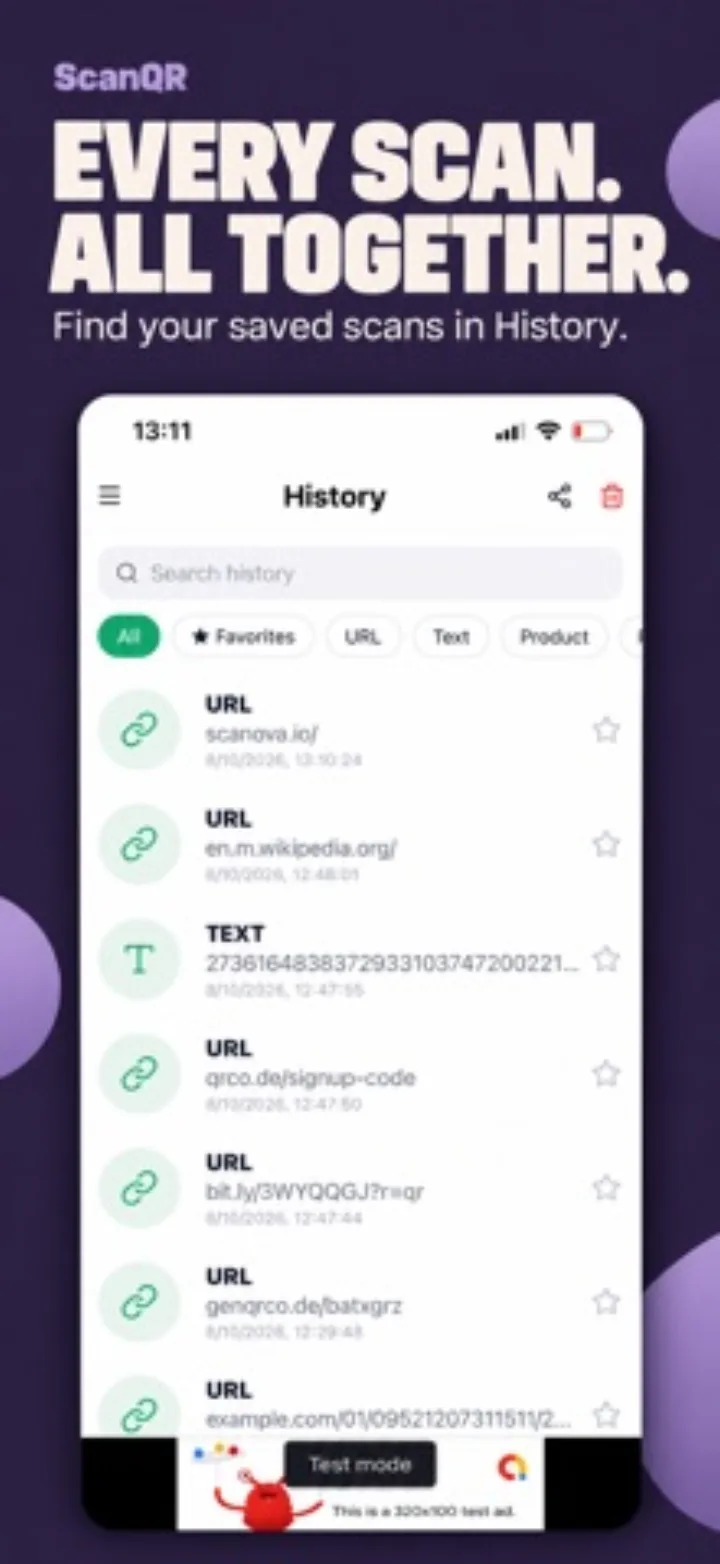 ScanQR
EVERY SCAN.
ALL TOGETHER.
Find your saved scans in History.
13:11
History
Search history
All
★ Favorites
URL
Text
Product
URL
scanova.io/
8/10/2026, 13:10:24
URL
en.m.wikipedia.org/
8/10/2026, 12:48:01
TEXT
2736164838372933103747200221...
8/10/2026, 12:47:55
URL
qrco.de/signup-code
8/10/2026, 12:47:50
URL
bit.ly/3WYQQGJ?r=qr
8/10/2026, 12:47:44
URL
genqrco.de/batxgrz
8/10/2026, 12:29:48
URL
example.com/01/09521207311511/2...
Test mode
This is a 320x100 test ad.